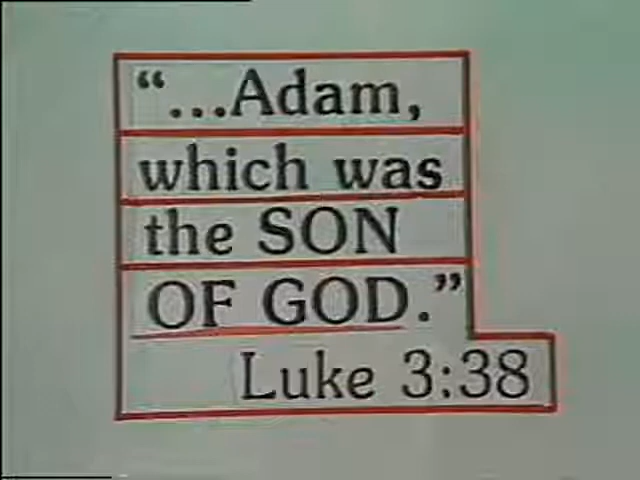 “...Adam,
which was
the SON
OF GOD.”
Luke 3:38